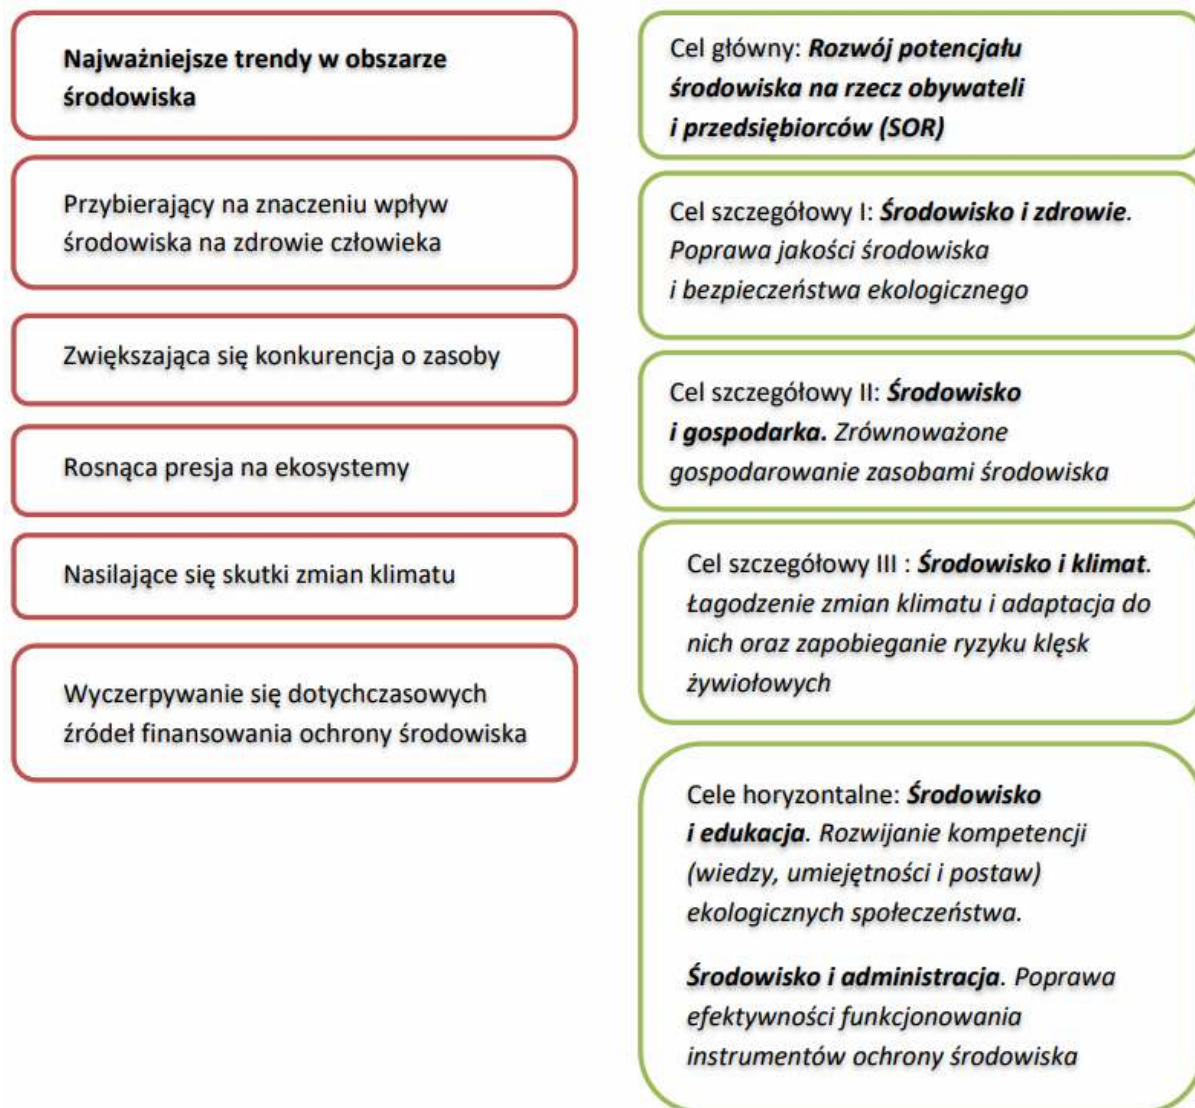 Najważniejsze trendy w obszarze
środowiska
Przybierający na znaczeniu wpływ
środowiska na zdrowie człowieka
Zwiększająca się konkurencja o zasoby
Rosnąca presja na ekosystemy
Nasilające się skutki zmian klimatu
Wyczerpywanie się dotychczasowych
źródeł finansowania ochrony środowiska
Cel główny: Rozwój potencjału
środowiska na rzecz obywateli
i przedsiębiorców (SOR)
Cel szczegółowy I: Środowisko i zdrowie.
Poprawa jakości środowiska
i bezpieczeństwa ekologicznego
Cel szczegółowy II: Środowisko
i gospodarka. Zrównoważone
gospodarowanie zasobami środowiska
Cel szczegółowy III : Środowisko i klimat.
Łagodzenie zmian klimatu i adaptacja do
nich oraz zapobieganie ryzyku klęsk
żywiołowych
Cele horyzontalne: Środowisko
i edukacja. Rozwijanie kompetencji
(wiedzy, umiejętności i postaw)
ekologicznych społeczeństwa.
Środowisko i administracja. Poprawa
efektywności funkcjonowania
instrumentów ochrony środowiska